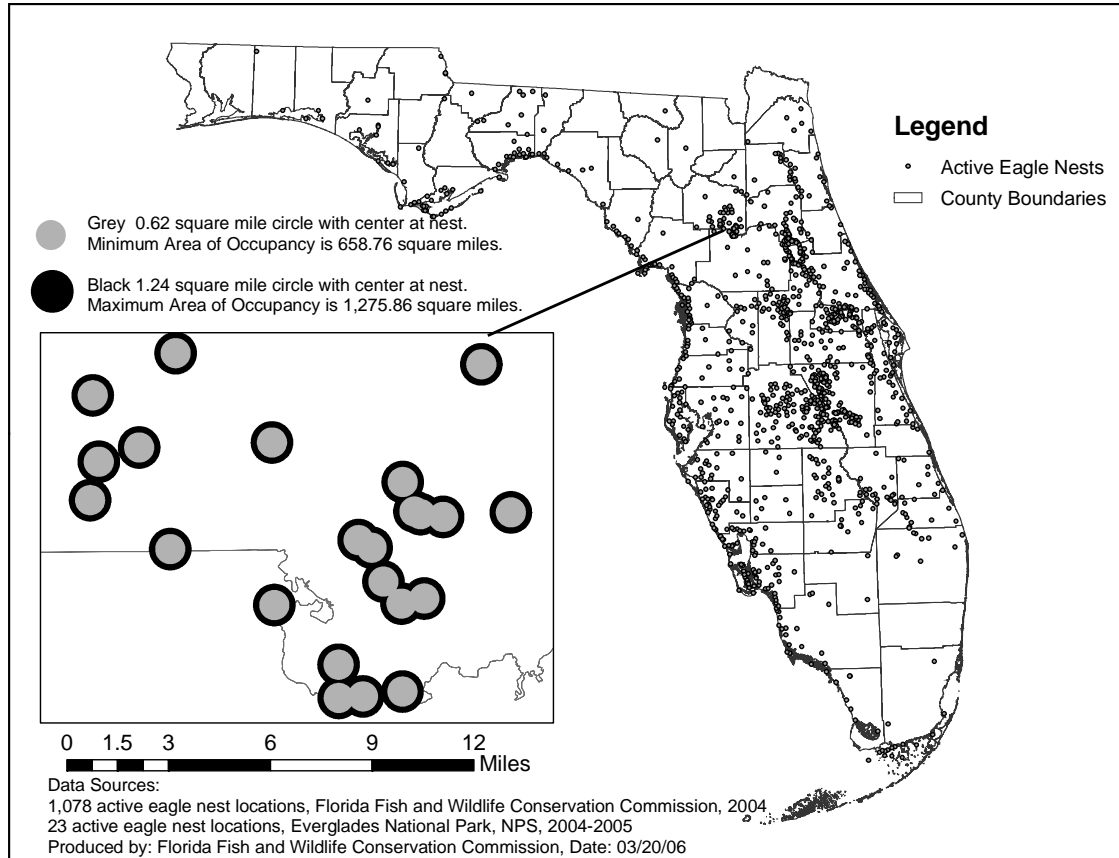 Legend
Active Eagle Nests
County Boundaries
Grey 0.62 square mile circle with center at nest.
Minimum Area of Occupancy is 658.76 square miles.
Black 1.24 square mile circle with center at nest.
Maximum Area of Occupancy is 1,275.86 square miles.
0 1.5 3 6 9 12
Miles
Data Sources:
1,078 active eagle nest locations, Florida Fish and Wildlife Conservation Commission, 2004
23 active eagle nest locations, Everglades National Park, NPS, 2004-2005
Produced by: Florida Fish and Wildlife Conservation Commission, Date: 03/20/06